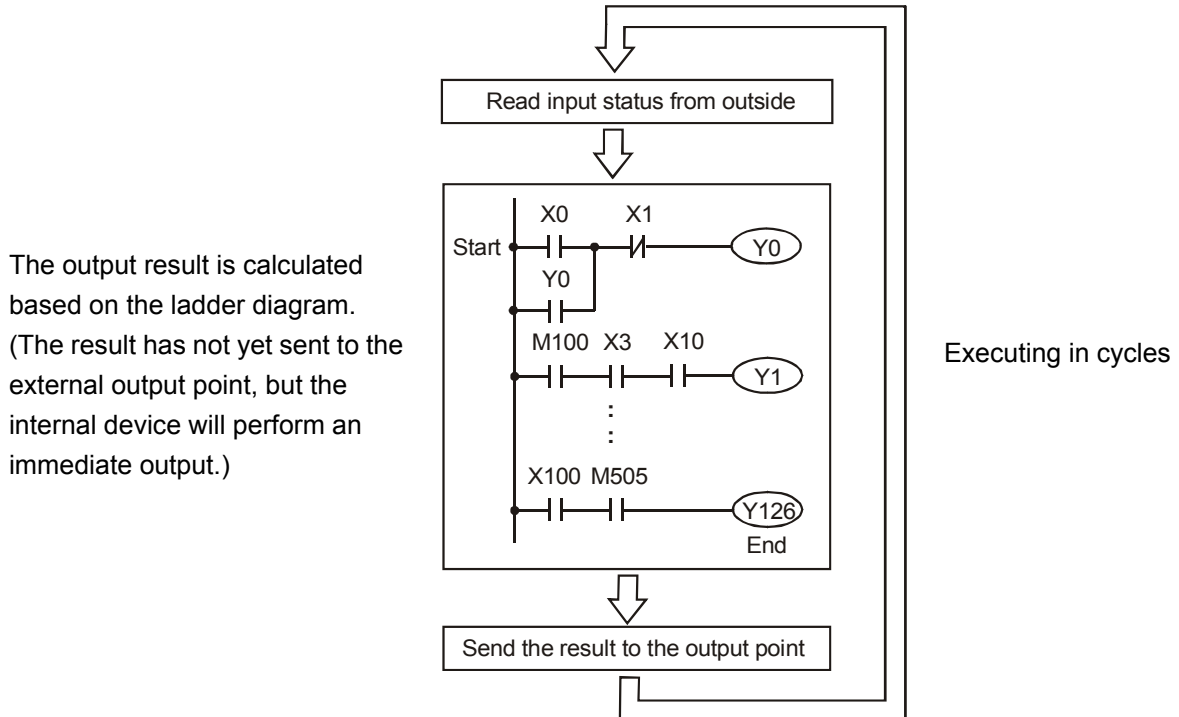 Read input status from outside
X0 X1
Start Y0
Y0
M100 X3 X10
Y1
X100 M505
Y126
End
Send the result to the output point
The output result is calculated
based on the ladder diagram.
(The result has not yet sent to the
external output point, but the
internal device will perform an
immediate output.)
Executing in cycles